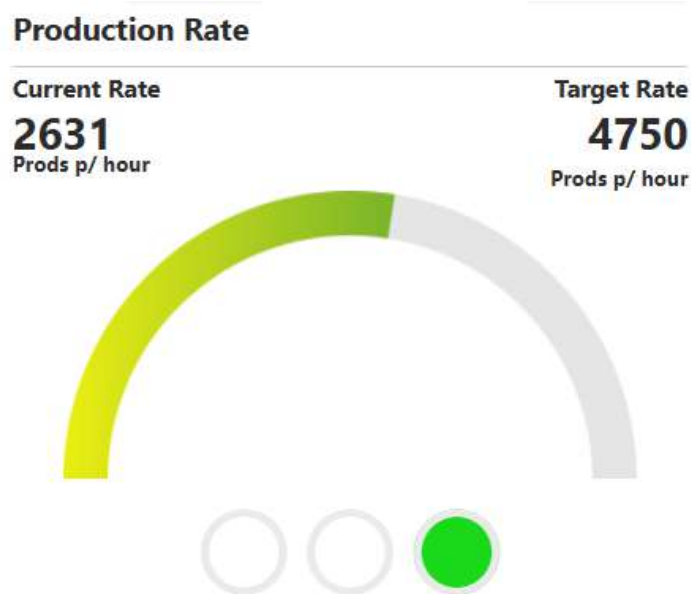 Production Rate
Current Rate
Target Rate
2631
4750
Prods p/ hour
Prods p/ hour